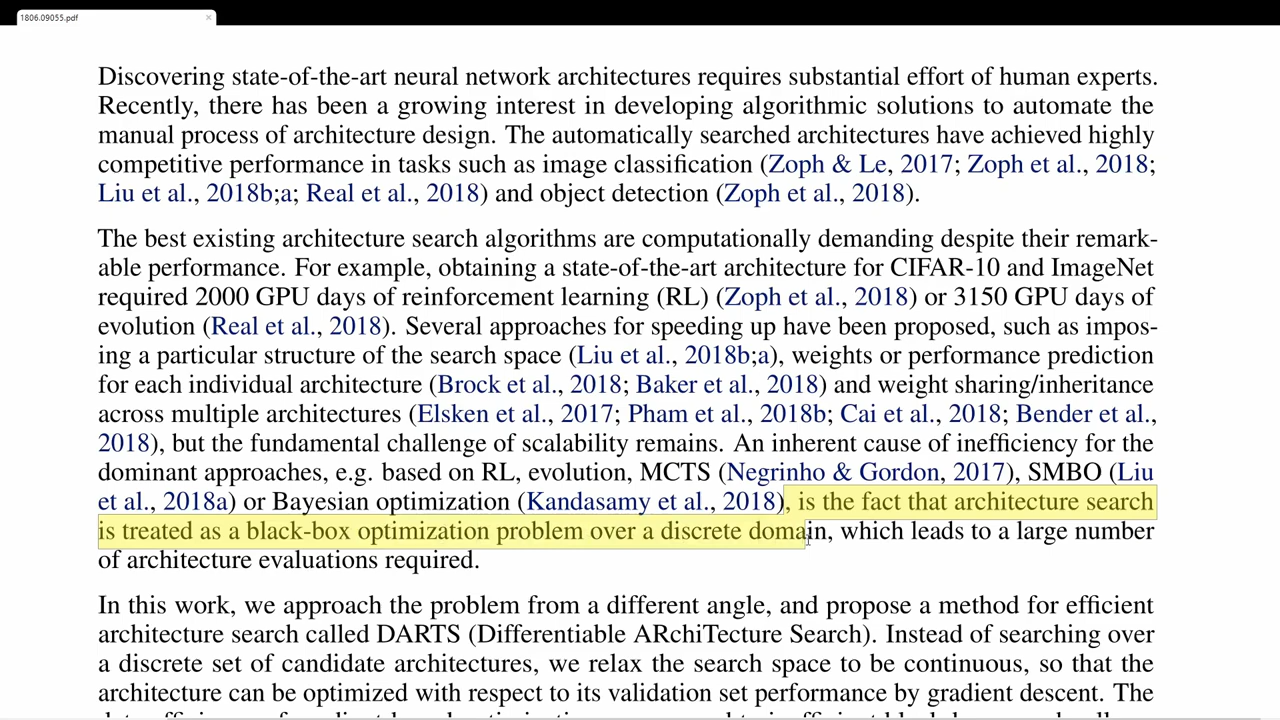 1806.09055.pdf
Discovering state-of-the-art neural network architectures requires substantial effort of human experts.
Recently, there has been a growing interest in developing algorithmic solutions to automate the
manual process of architecture design. The automatically searched architectures have achieved highly
competitive performance in tasks such as image classification (Zoph & Le, 2017; Zoph et al., 2018;
Liu et al., 2018b;a; Real et al., 2018) and object detection (Zoph et al., 2018).
The best existing architecture search algorithms are computationally demanding despite their remark-
able performance. For example, obtaining a state-of-the-art architecture for CIFAR-10 and ImageNet
required 2000 GPU days of reinforcement learning (RL) (Zoph et al., 2018) or 3150 GPU days of
evolution (Real et al., 2018). Several approaches for speeding up have been proposed, such as impos-
ing a particular structure of the search space (Liu et al., 2018b;a), weights or performance prediction
for each individual architecture (Brock et al., 2018; Baker et al., 2018) and weight sharing/inheritance
across multiple architectures (Elsken et al., 2017; Pham et al., 2018b; Cai et al., 2018; Bender et al.,
2018), but the fundamental challenge of scalability remains. An inherent cause of inefficiency for the
dominant approaches, e.g. based on RL, evolution, MCTS (Negrinho & Gordon, 2017), SMBO (Liu
et al., 2018a) or Bayesian optimization (Kandasamy et al., 2018), is the fact that architecture search
is treated as a black-box optimization problem over a discrete domain, which leads to a large number
of architecture evaluations required.
In this work, we approach the problem from a different angle, and propose a method for efficient
architecture search called DARTS (Differentiable ARchiTecture Search). Instead of searching over
a discrete set of candidate architectures, we relax the search space to be continuous, so that the
architecture can be optimized with respect to its validation set performance by gradient descent. The